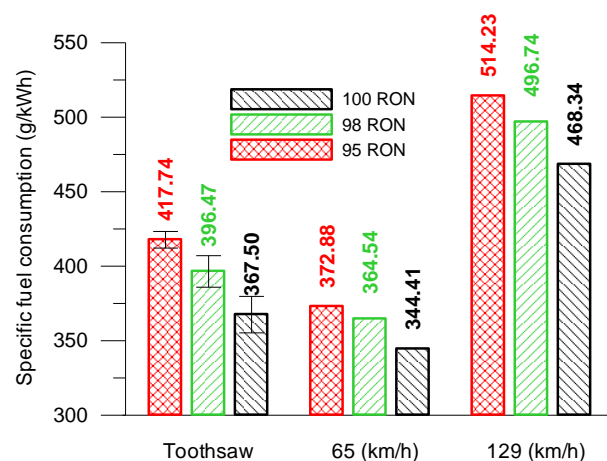 Specific fuel consumption (g/kWh)
550
500
450
400
350
300
100 RON
98 RON
95 RON
417.74
396.47
367.50
372.88
364.54
344.41
514.23
496.74
468.34
Toothsaw
65 (km/h)
129 (km/h)